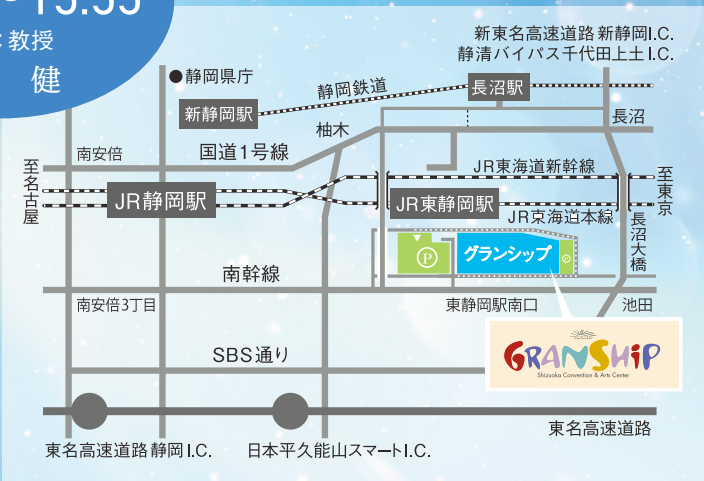 15:55
教授
健
新東名高速道路 新静岡I.C.
静清バイパス千代田上土I.C.
静岡県庁
静岡鉄道
長沼駅
新静岡駅
柚木
長沼
南安倍
国道1号線
JR東海道新幹線
至名古屋
JR静岡駅
JR東静岡駅
至東京
JR東海道本線
長沼大橋
P
グランシップ
P
南幹線
南安倍3丁目
東静岡駅南口
池田
GRANSHiP
Shizuoka Convention & Arts Center
SBS通り
東名高速道路
東名高速道路 静岡I.C.
日本平久能山スマートI.C.